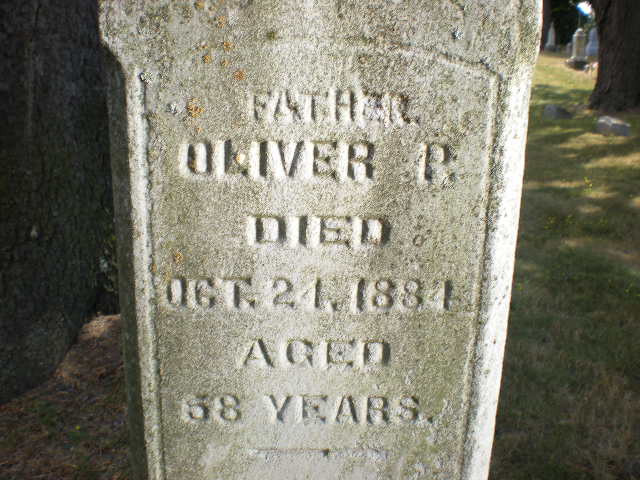 FATHER.
OLIVER P.
DIED
OCT. 24, 1884
AGED
58 YEARS.